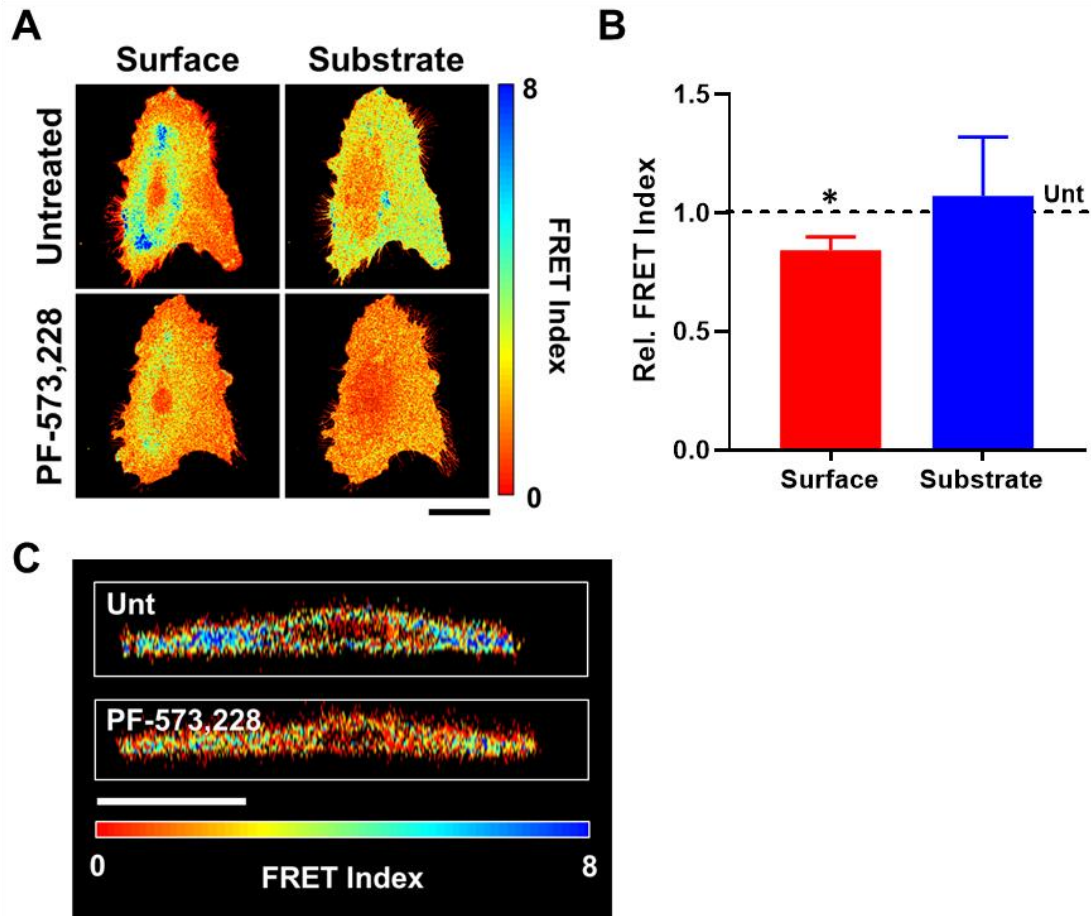 A
Surface Substrate
Untreated
PF-573,228
8
FRET Index
0
B
Rel. FRET Index
1.5
1.0
0.5
0.0
*
Unt
Surface Substrate
C
Unt
PF-573,228
0 8
FRET Index